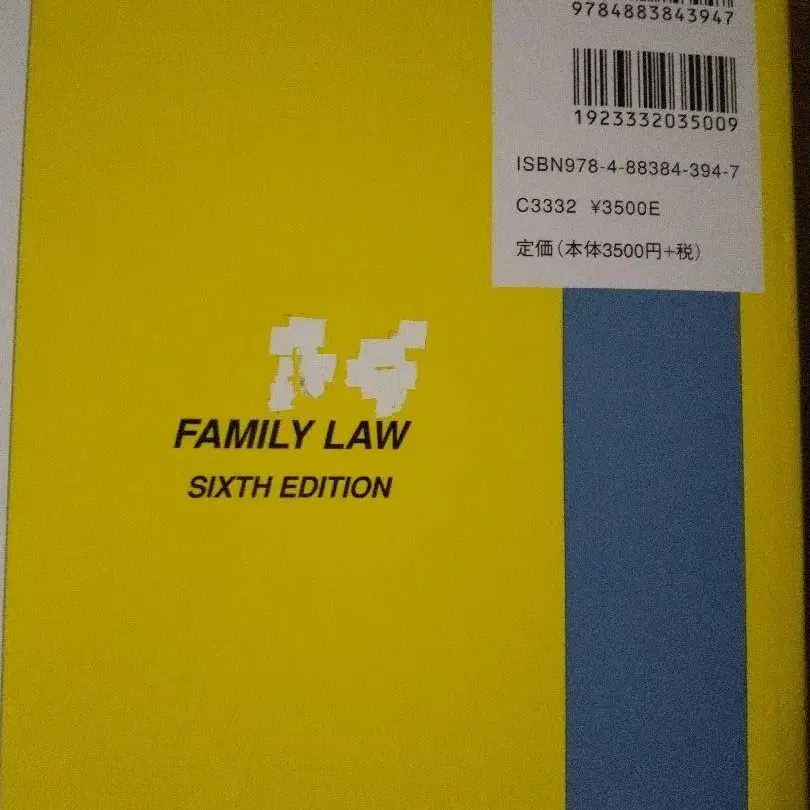 9784883843947
1923332035009
ISBN978-4-88384-394-7
C3332 ¥3500E
定価(本体3500円+税)
FAMILY LAW
SIXTH EDITION